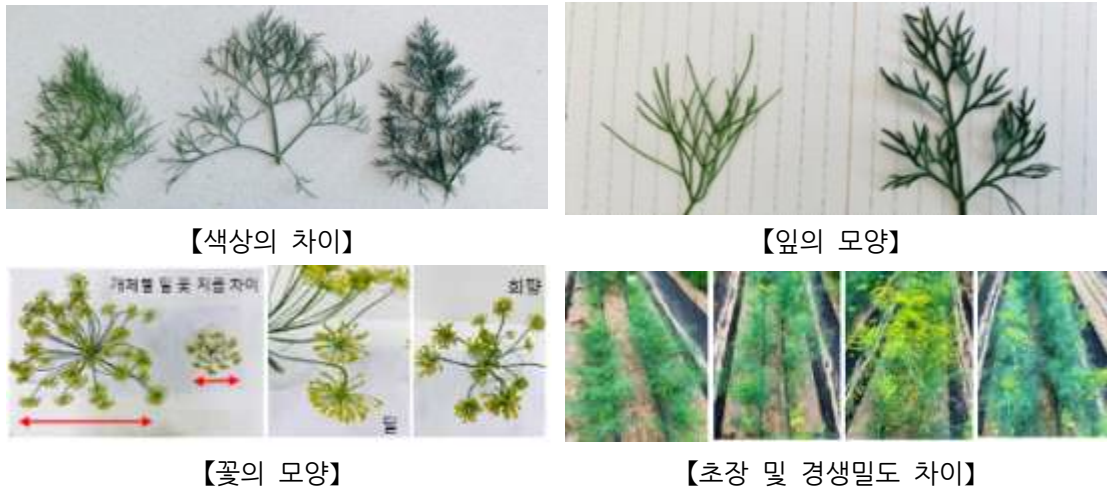 【색상의 차이】
【잎의 모양】
개체별 딜 꽃 지름 차이
딜
회향
【꽃의 모양】
【초장 및 경생밀도 차이】